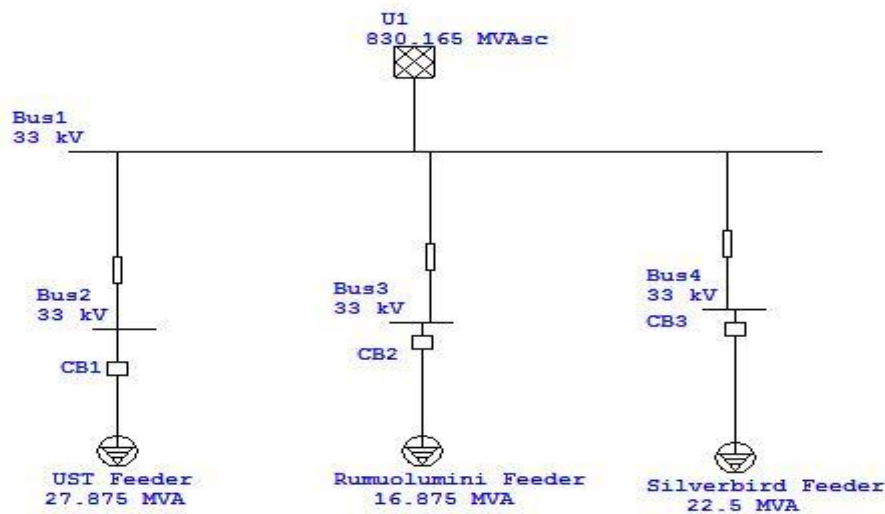 U1
830.165 MVAsc
Bus1
33 kV
Bus2
33 kV
CB1
UST Feeder
27.875 MVA
Bus3
33 kV
CB2
Rumuolumini Feeder
16.875 MVA
Bus4
33 kV
CB3
Silverbird Feeder
22.5 MVA